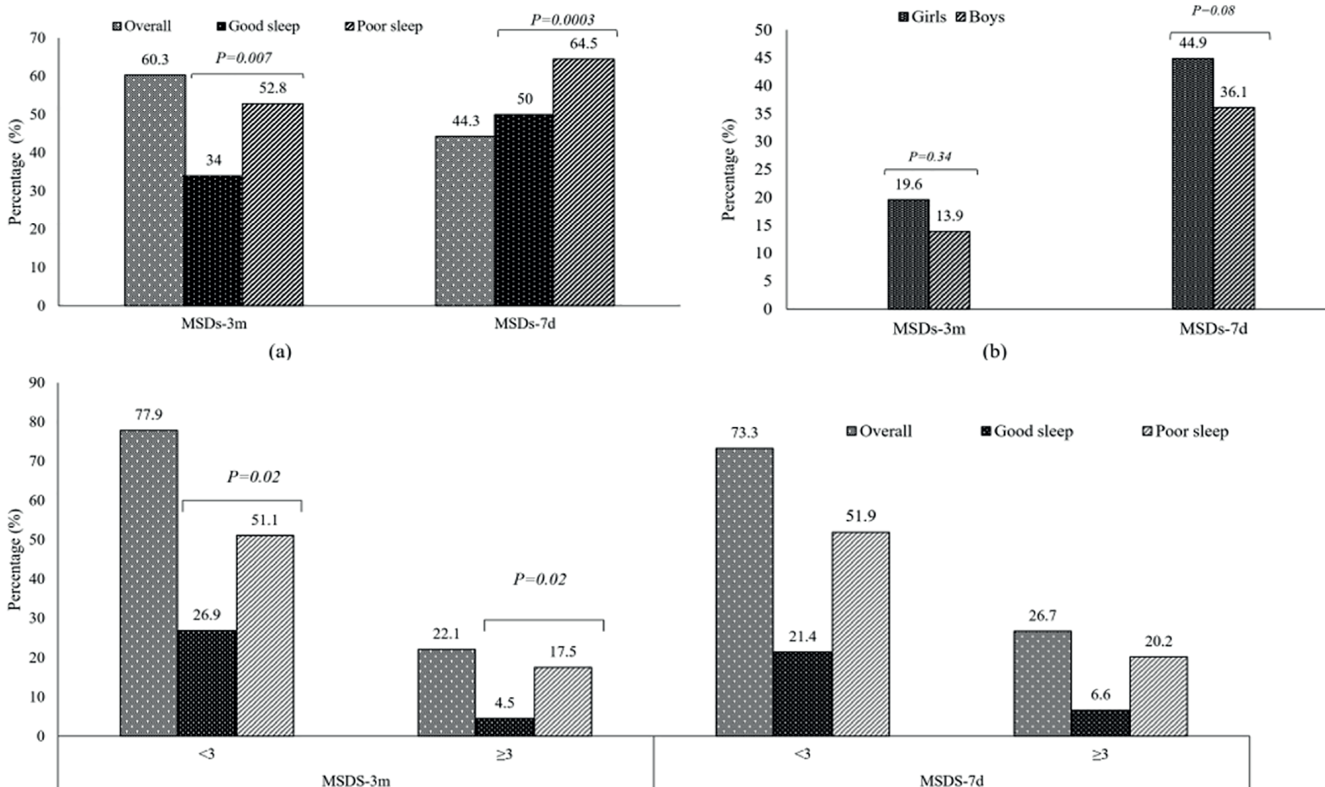 Overall Good sleep Poor sleep
P=0.0003
70
60
50
40
30
20
10
0
Percentage (%)
60.3
P=0.007
34
52.8
44.3
50
64.5
MSDs-3m MSDs-7d
(a)
Girls Boys
P=0.08
50
45
40
35
30
25
20
15
10
5
0
Percentage (%)
P=0.34
19.6
13.9
44.9
36.1
MSDs-3m MSDs-7d
(b)
90
80
70
60
50
40
30
20
10
0
Percentage (%)
Overall Good sleep Poor sleep
77.9
P=0.02
26.9
51.1
P=0.02
22.1
4.5
17.5
73.3
21.4
51.9
26.7
6.6
20.2
<3 ≥3 <3 ≥3
MSDS-3m MSDS-7d